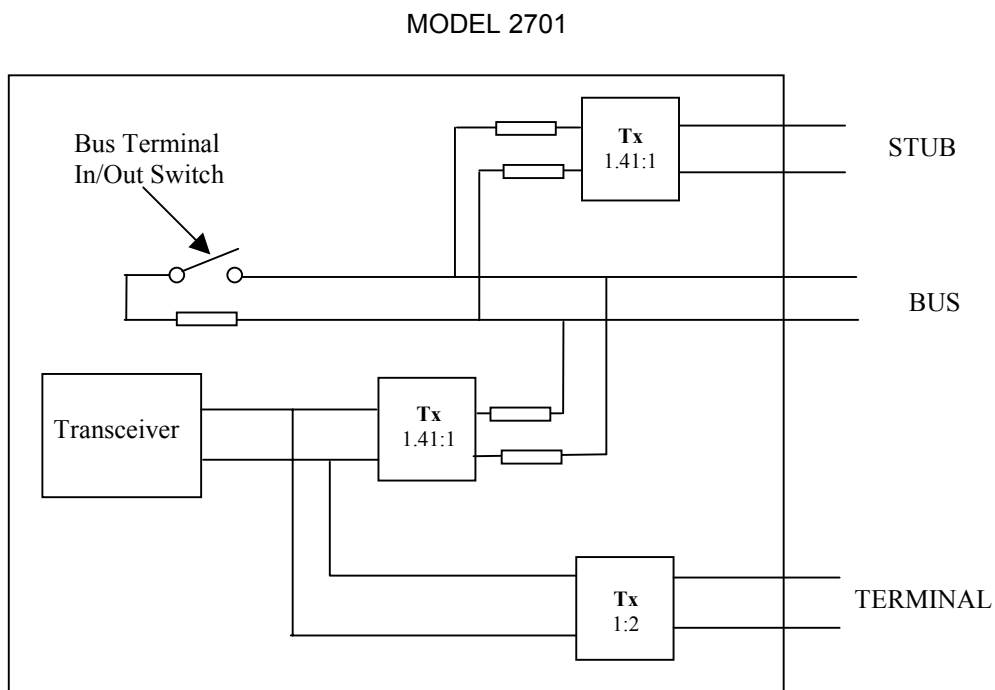 MODEL 2701
Tx
1.41:1
STUB
Bus Terminal
In/Out Switch
BUS
Transceiver
Tx
1.41:1
Tx
1:2
TERMINAL